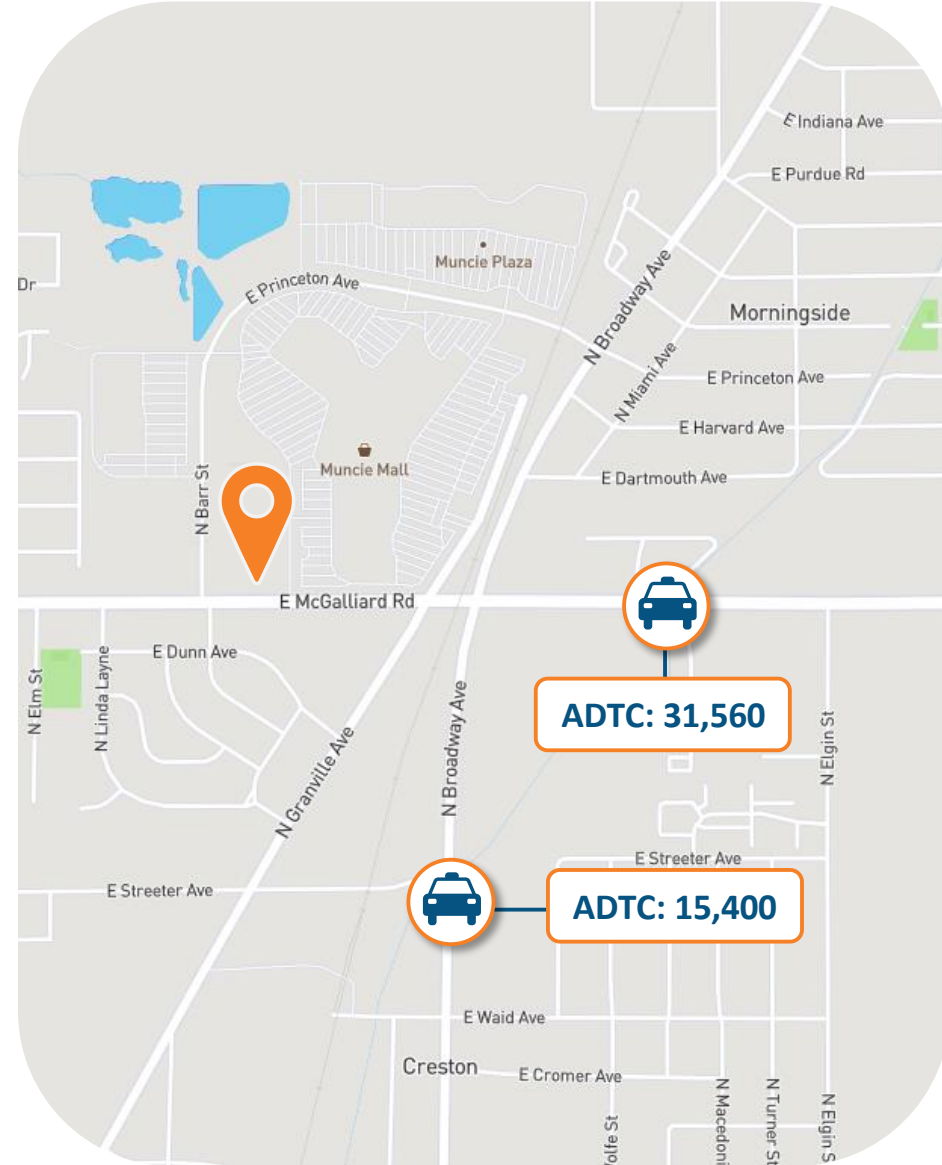 E Indiana Ave
E Purdue Rd
Muncie Plaza
Dr
E Princeton Ave
N Broadway Ave
Morningside
N Miami Ave
E Princeton Ave
E Harvard Ave
Muncie Mall
E Dartmouth Ave
N Barr St
E McGalliard Rd
E Dunn Ave
N Elm St
N Linda Layne
ADTC: 31,560
N Broadway Ave
N Elgin St
N Granville Ave
E Streeter Ave
E Streeter Ave
ADTC: 15,400
E Waid Ave
Creston
E Cromer Ave
olfe St
N Macedoni
N Turner St
N Elgin S